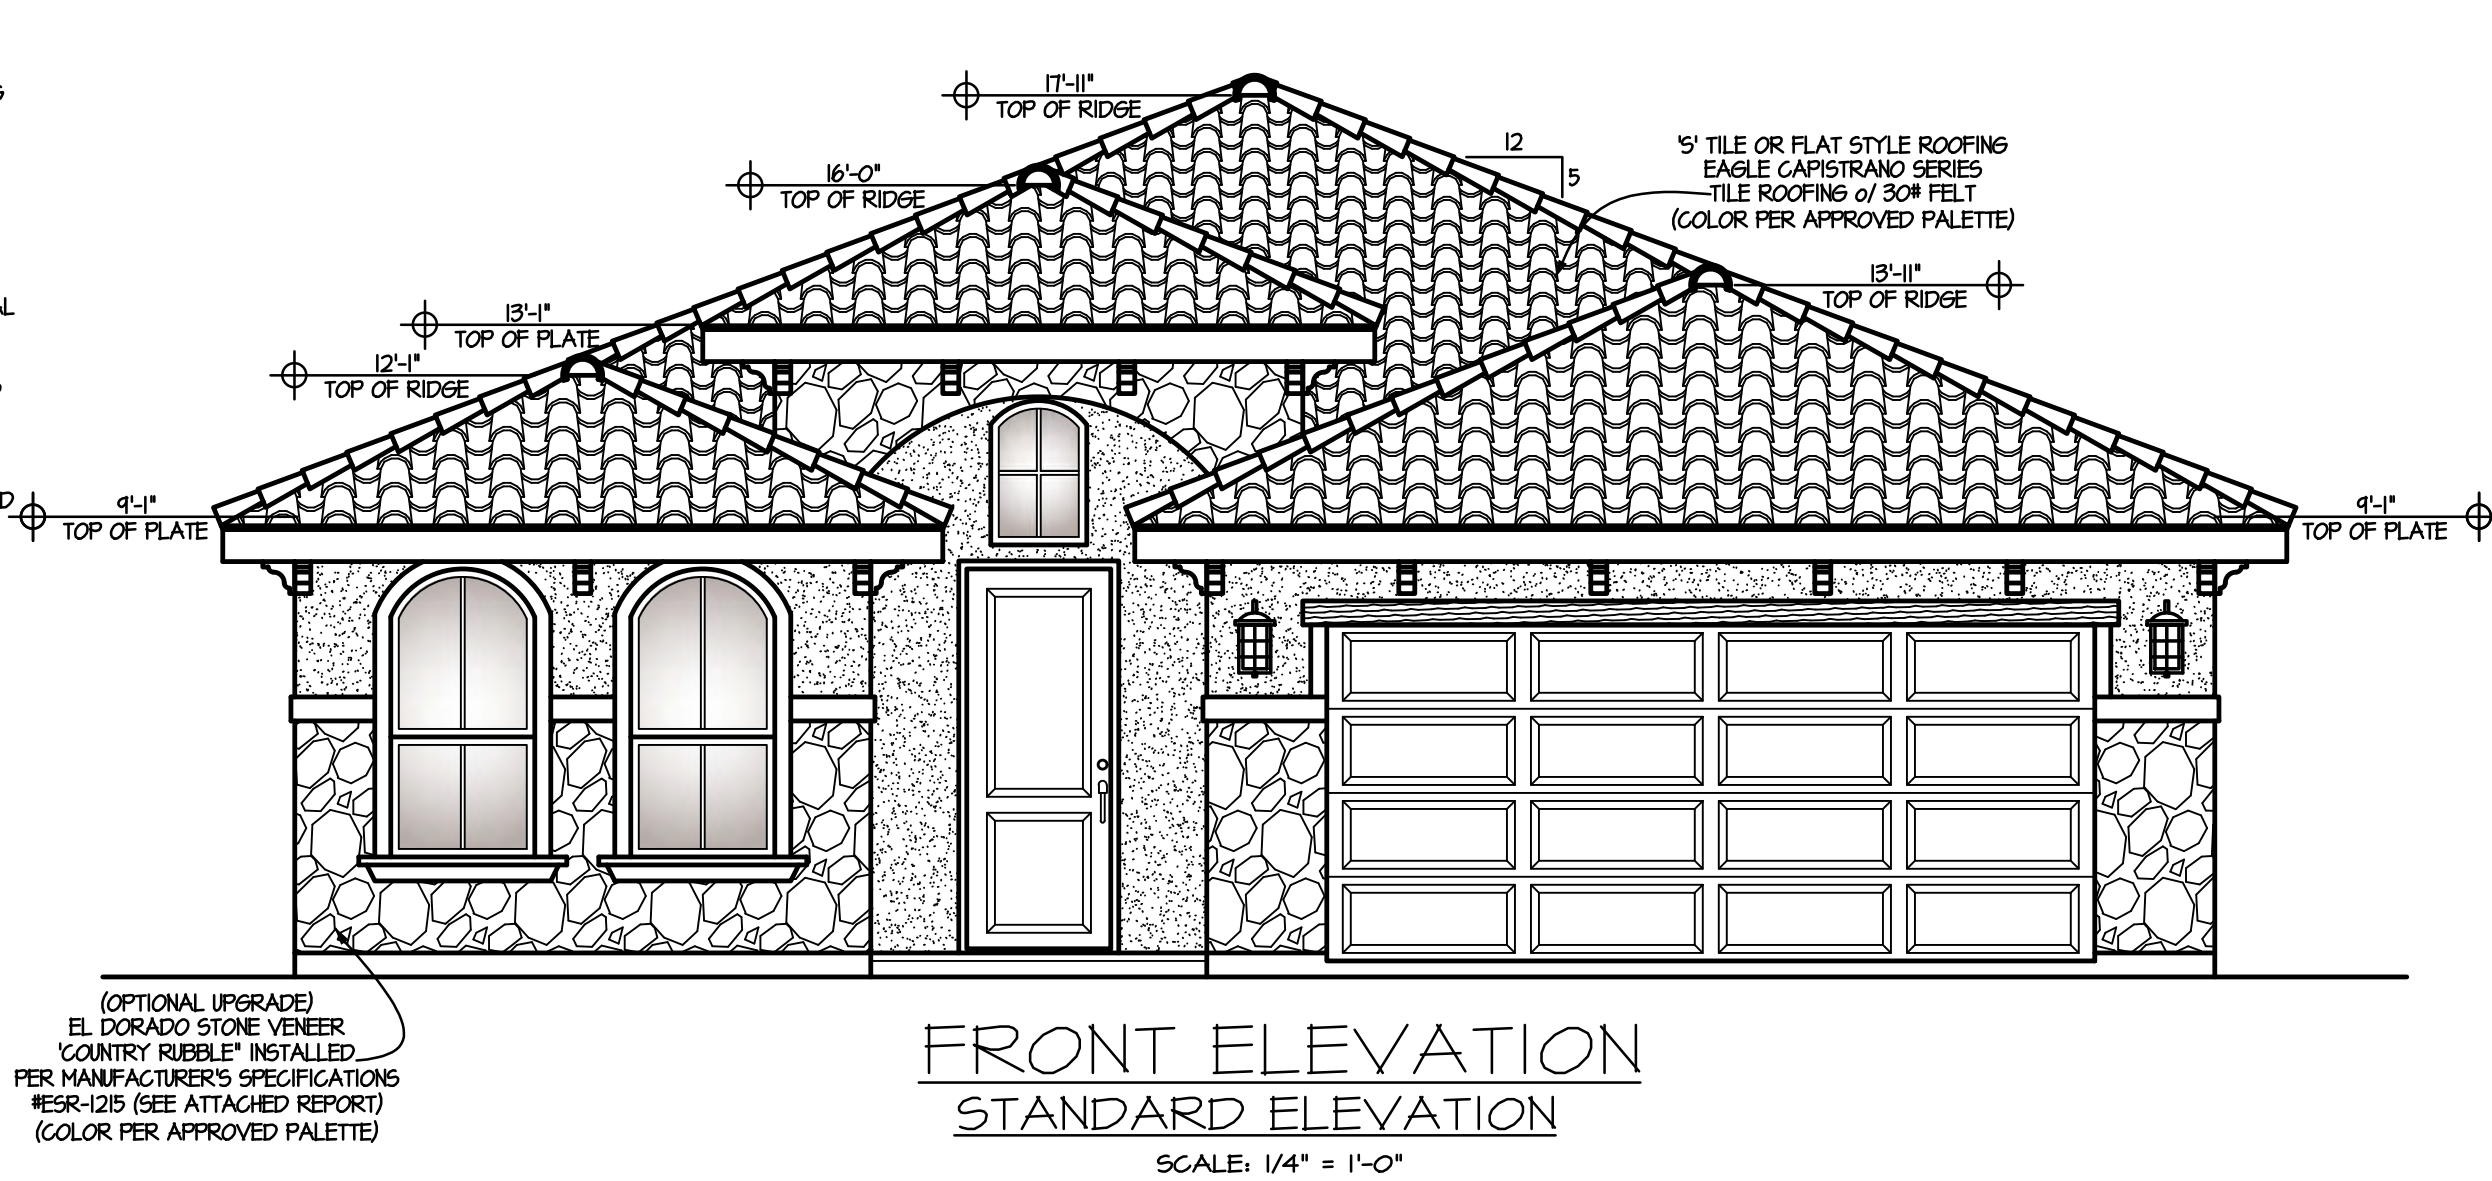 17'-11"
TOP OF RIDGE
12
5
'S' TILE OR FLAT STYLE ROOFING
EAGLE CAPISTRANO SERIES
TILE ROOFING o/ 30# FELT
(COLOR PER APPROVED PALETTE)
16'-0"
TOP OF RIDGE
13'-11"
TOP OF RIDGE
13'-1"
TOP OF PLATE
12'-1"
TOP OF RIDGE
9'-1"
TOP OF PLATE
9'-1"
TOP OF PLATE
(OPTIONAL UPGRADE)
EL DORADO STONE VENEER
'COUNTRY RUBBLE" INSTALLED
PER MANUFACTURER'S SPECIFICATIONS
#ESR-1215 (SEE ATTACHED REPORT)
(COLOR PER APPROVED PALETTE)
FRONT ELEVATION
STANDARD ELEVATION
SCALE: 1/4" = 1'-0"